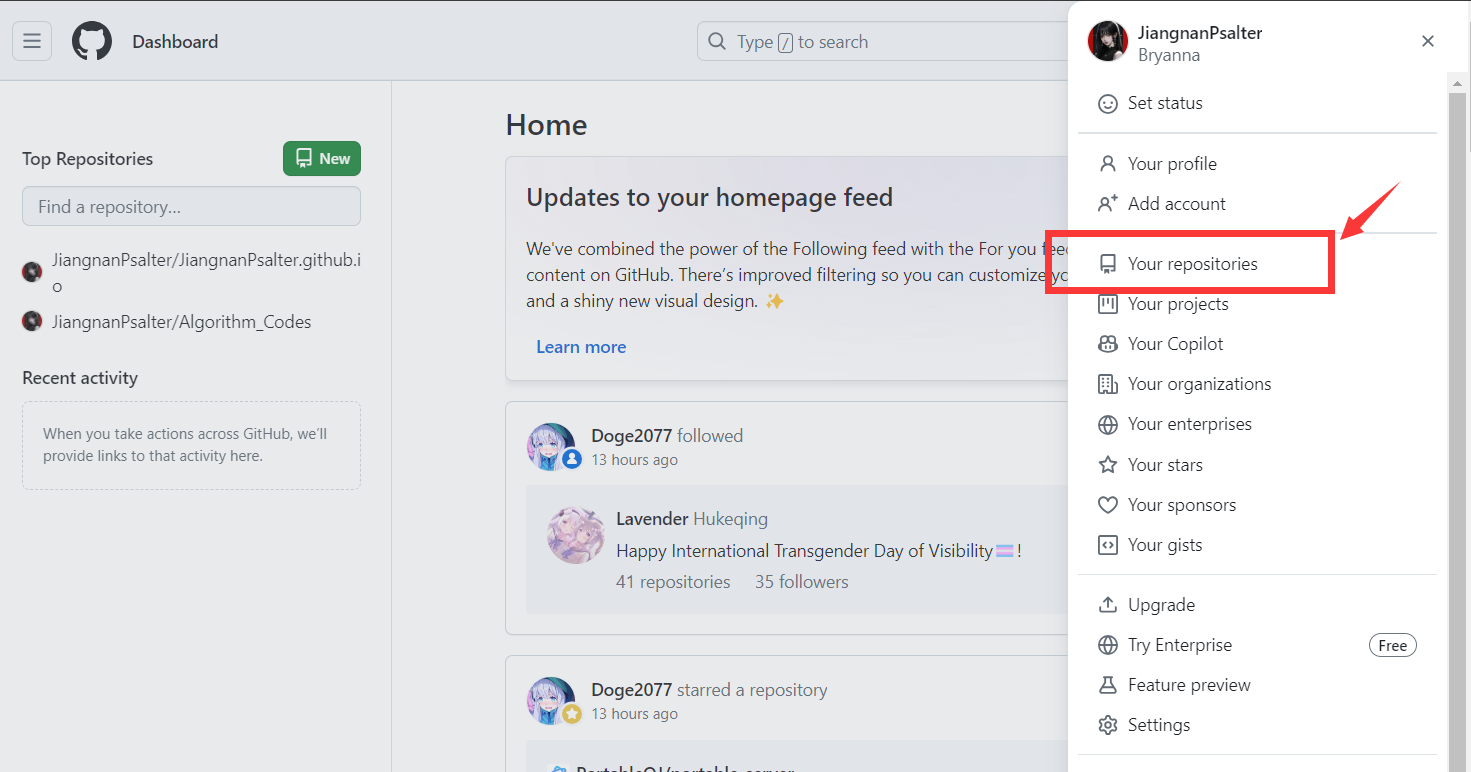 Dashboard
Type / to search
Top Repositories
New
Find a repository...
JiangnanPsalter/JiangnanPsalter.github.i
o
JiangnanPsalter/Algorithm_Codes
Recent activity
When you take actions across GitHub, we'll
provide links to that activity here.
Home
Updates to your homepage feed
We've combined the power of the Following feed with the For you feed
content on GitHub. There's improved filtering so you can customize yo
and a shiny new visual design. ✨
Learn more
Doge2077 followed
13 hours ago
Lavender Hukeqing
Happy International Transgender Day of Visibility🏳️‍⚧️!
41 repositories 35 followers
Doge2077 starred a repository
13 hours ago
JiangnanPsalter
Bryanna
Set status
Your profile
Add account
Your repositories
Your projects
Your Copilot
Your organizations
Your enterprises
Your stars
Your sponsors
Your gists
Upgrade
Try Enterprise
Free
Feature preview
Settings